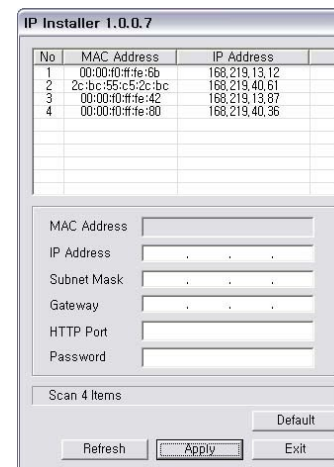 IP Installer 1.0.0.7
No MAC Address IP Address
1 00:00:f0:ff:fe:6b 168,219,13,12
2 2c:bc:55:c5:2c:bc 168,219,40,61
3 00:00:f0:ff:fe:42 168,219,13,87
4 00:00:f0:ff:fe:80 168,219,40,36
MAC Address
IP Address . . .
Subnet Mask . . .
Gateway . . .
HTTP Port
Password
Scan 4 Items
Default
Refresh Apply Exit